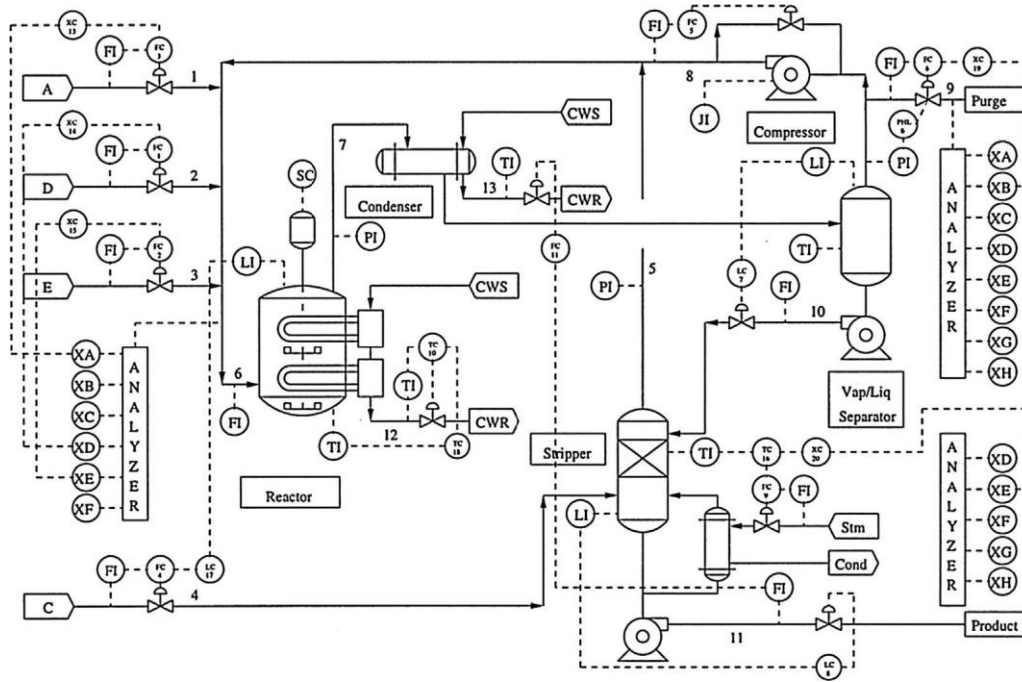 XC 13
FC 3
FI
A
1
XC 14
FC 1
FI
D
2
XC 15
FC 2
FI
E
3
LI
SC
7
PI
Condenser
CWS
TI
13
CWR
FC 11
FI
FC 5
8
JI
Compressor
FI
FC 6
XC 19
9
Purge
PHL 6
PI
LI
TI
LC 7
FI
10
Vap/Liq
Separator
5
PI
CWS
TC 10
TI
12
CWR
TC 18
TI
6
FI
Reactor
ANALYZER
XA
XB
XC
XD
XE
XF
ANALYZER
XA
XB
XC
XD
XE
XF
XG
XH
Stripper
TI
TC 16
XC 20
FC 9
FI
Stm
Cond
LI
FI
11
Product
LC 8
ANALYZER
XD
XE
XF
XG
XH
FI
FC 4
LC 17
C
4